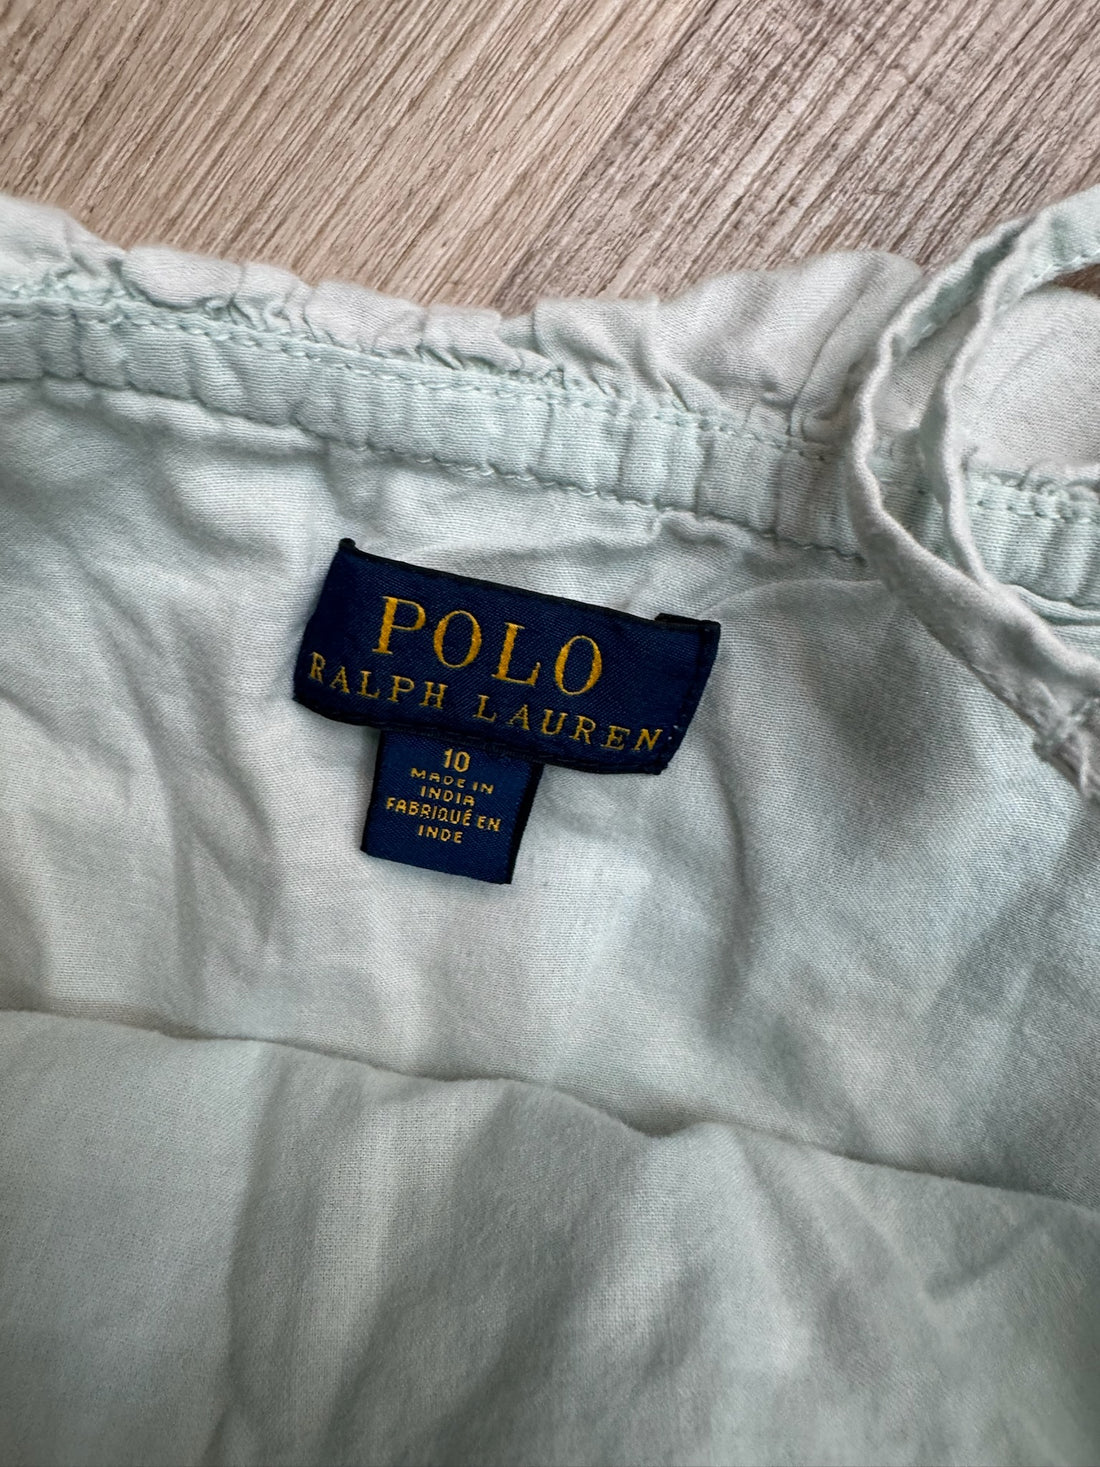 POLO
RALPH LAUREN
10
MADE IN
INDIA
FABRIQUÉ EN
INDE